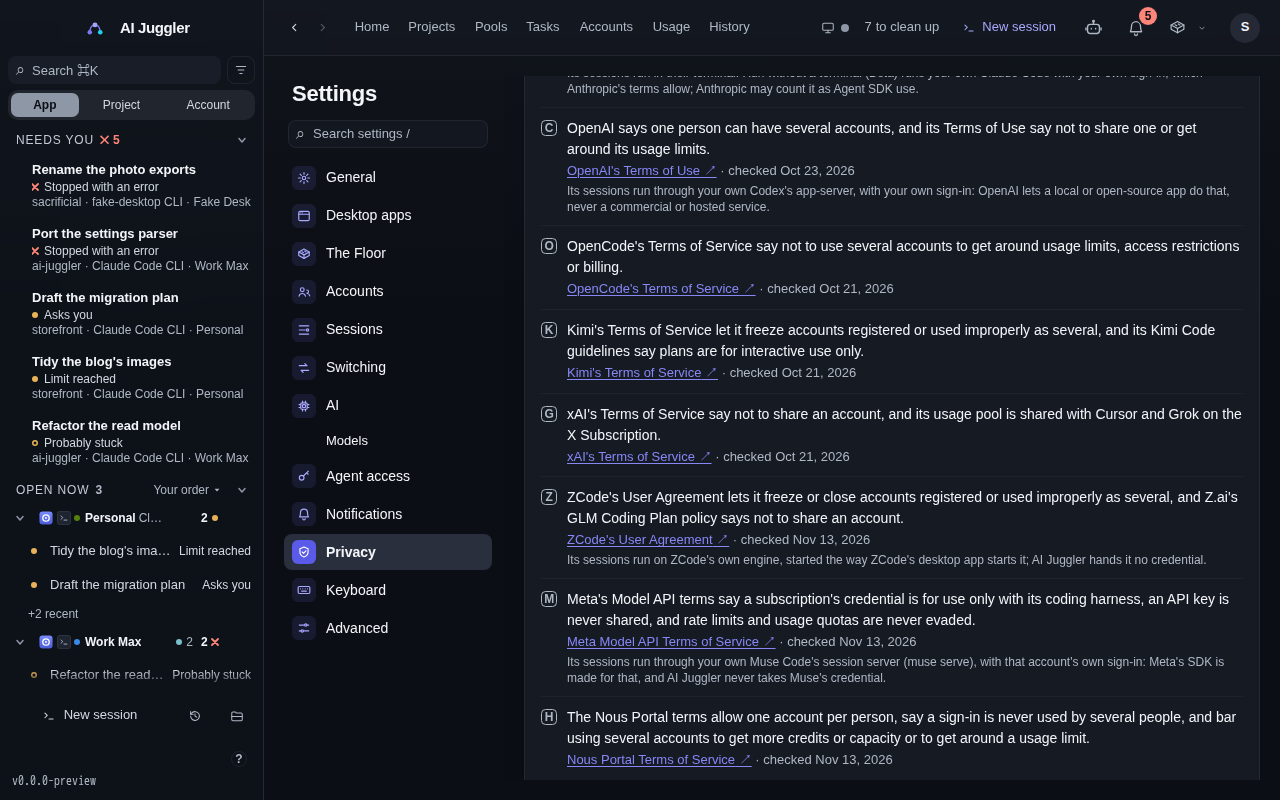 AI Juggler
Search ⌘K
App
Project
Account
NEEDS YOU 5
Rename the photo exports
Stopped with an error
sacrificial · fake-desktop CLI · Fake Desk
Port the settings parser
Stopped with an error
ai-juggler · Claude Code CLI · Work Max
Draft the migration plan
Asks you
storefront · Claude Code CLI · Personal
Tidy the blog's images
Limit reached
storefront · Claude Code CLI · Personal
Refactor the read model
Probably stuck
ai-juggler · Claude Code CLI · Work Max
OPEN NOW 3
Your order
Personal Cl… 2
Tidy the blog's ima… Limit reached
Draft the migration plan Asks you
+2 recent
Work Max 2 2
Refactor the read… Probably stuck
New session
?
v0.0.0-preview
Home
Projects
Pools
Tasks
Accounts
Usage
History
7 to clean up
New session
5
S
Settings
Search settings /
General
Desktop apps
The Floor
Accounts
Sessions
Switching
AI
Models
Agent access
Notifications
Privacy
Keyboard
Advanced
Anthropic's terms allow; Anthropic may count it as Agent SDK use.
C
OpenAI says one person can have several accounts, and its Terms of Use say not to share one or get
around its usage limits.
OpenAI's Terms of Use ↗ · checked Oct 23, 2026
Its sessions run through your own Codex's app-server, with your own sign-in: OpenAI lets a local or open-source app do that,
never a commercial or hosted service.
O
OpenCode's Terms of Service say not to use several accounts to get around usage limits, access restrictions
or billing.
OpenCode's Terms of Service ↗ · checked Oct 21, 2026
K
Kimi's Terms of Service let it freeze accounts registered or used improperly as several, and its Kimi Code
guidelines say plans are for interactive use only.
Kimi's Terms of Service ↗ · checked Oct 21, 2026
G
xAI's Terms of Service say not to share an account, and its usage pool is shared with Cursor and Grok on the
X Subscription.
xAI's Terms of Service ↗ · checked Oct 21, 2026
Z
ZCode's User Agreement lets it freeze or close accounts registered or used improperly as several, and Z.ai's
GLM Coding Plan policy says not to share an account.
ZCode's User Agreement ↗ · checked Nov 13, 2026
Its sessions run on ZCode's own engine, started the way ZCode's desktop app starts it; AI Juggler hands it no credential.
M
Meta's Model API terms say a subscription's credential is for use only with its coding harness, an API key is
never shared, and rate limits and usage quotas are never evaded.
Meta Model API Terms of Service ↗ · checked Nov 13, 2026
Its sessions run through your own Muse Code's session server (muse serve), with that account's own sign-in: Meta's SDK is
made for that, and AI Juggler never takes Muse's credential.
H
The Nous Portal terms allow one account per person, say a sign-in is never used by several people, and bar
using several accounts to get more credits or capacity or to get around a usage limit.
Nous Portal Terms of Service ↗ · checked Nov 13, 2026